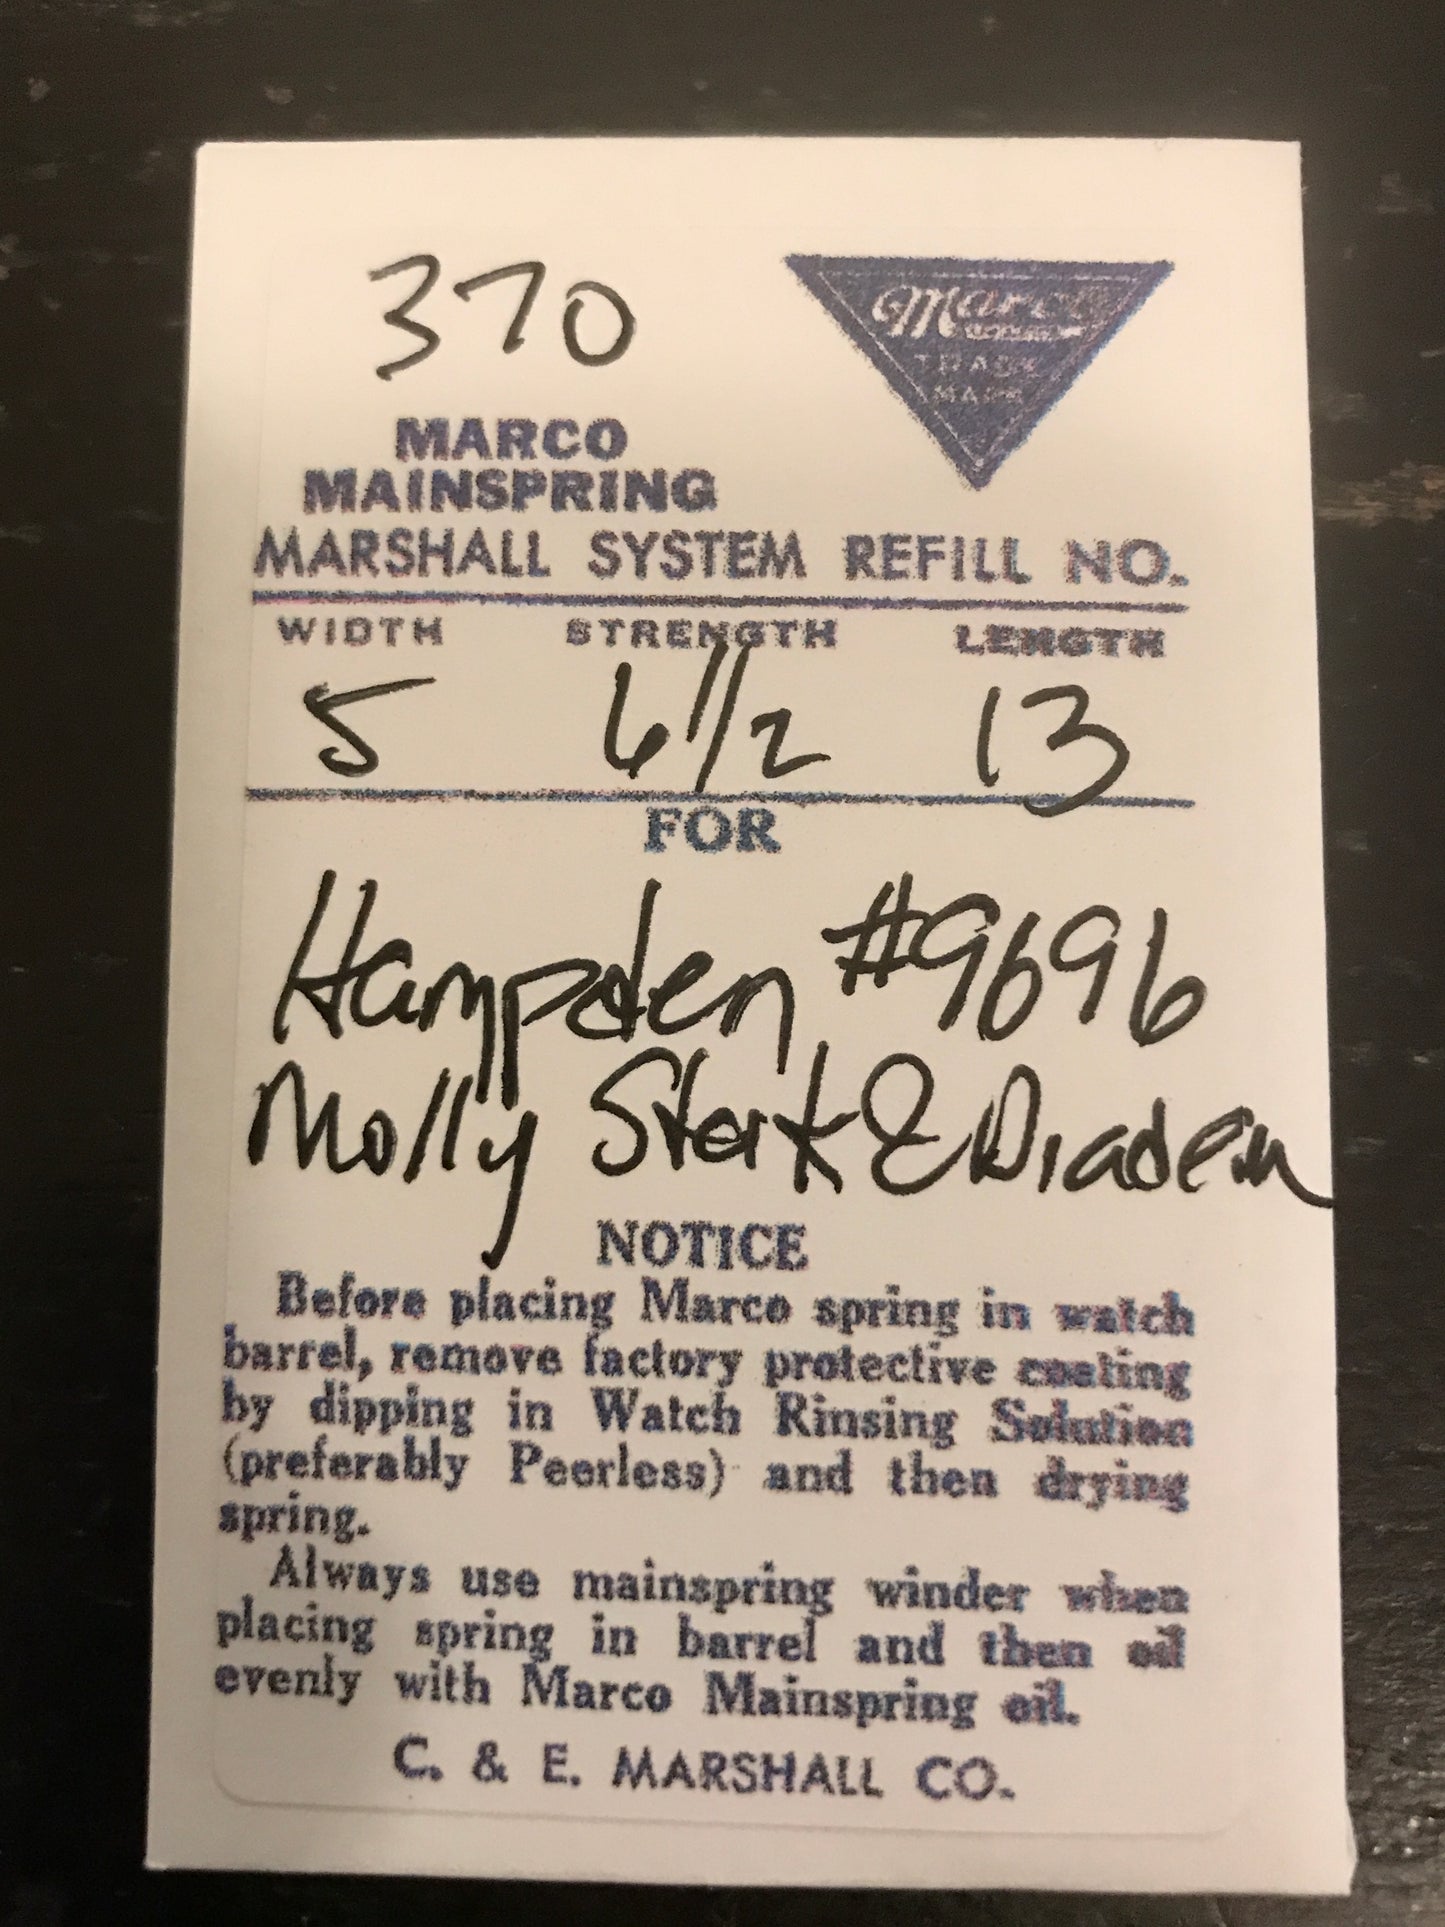 370
Marco
TRADE
MARK
MARCO
MAINSPRING
MARSHALL SYSTEM REFILL NO.
WIDTH STRENGTH LENGTH
5 6 1/2 13
FOR
Hampden #9696
Molly Stark & Diadem
NOTICE
Before placing Marco spring in watch
barrel, remove factory protective coating
by dipping in Watch Rinsing Solution
(preferably Peerless) and then drying
spring.
Always use mainspring winder when
placing spring in barrel and then oil
evenly with Marco Mainspring oil.
C. & E. MARSHALL CO.